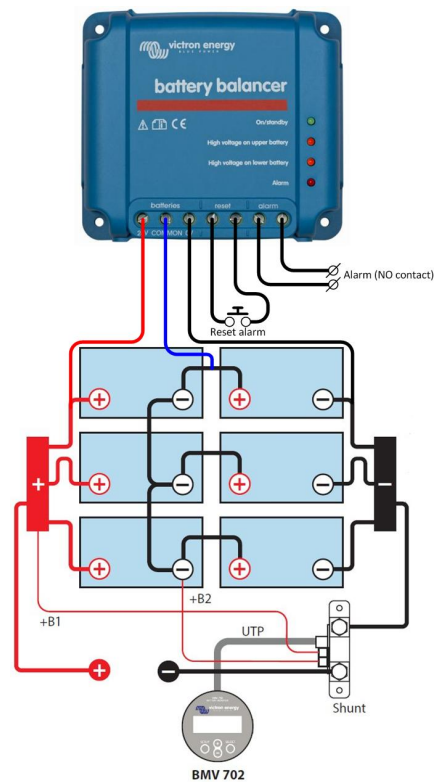 victron energy
BLUE POWER
battery balancer
On/standby
High voltage on upper battery
High voltage on lower battery
Alarm
batteries reset alarm
24V COMMON 0V
Alarm (NO contact)
Reset alarm
+ - + -
+ + - + - -
+ - + -
+B2
+B1
UTP
+ -
Shunt
victron energy
BMV 702